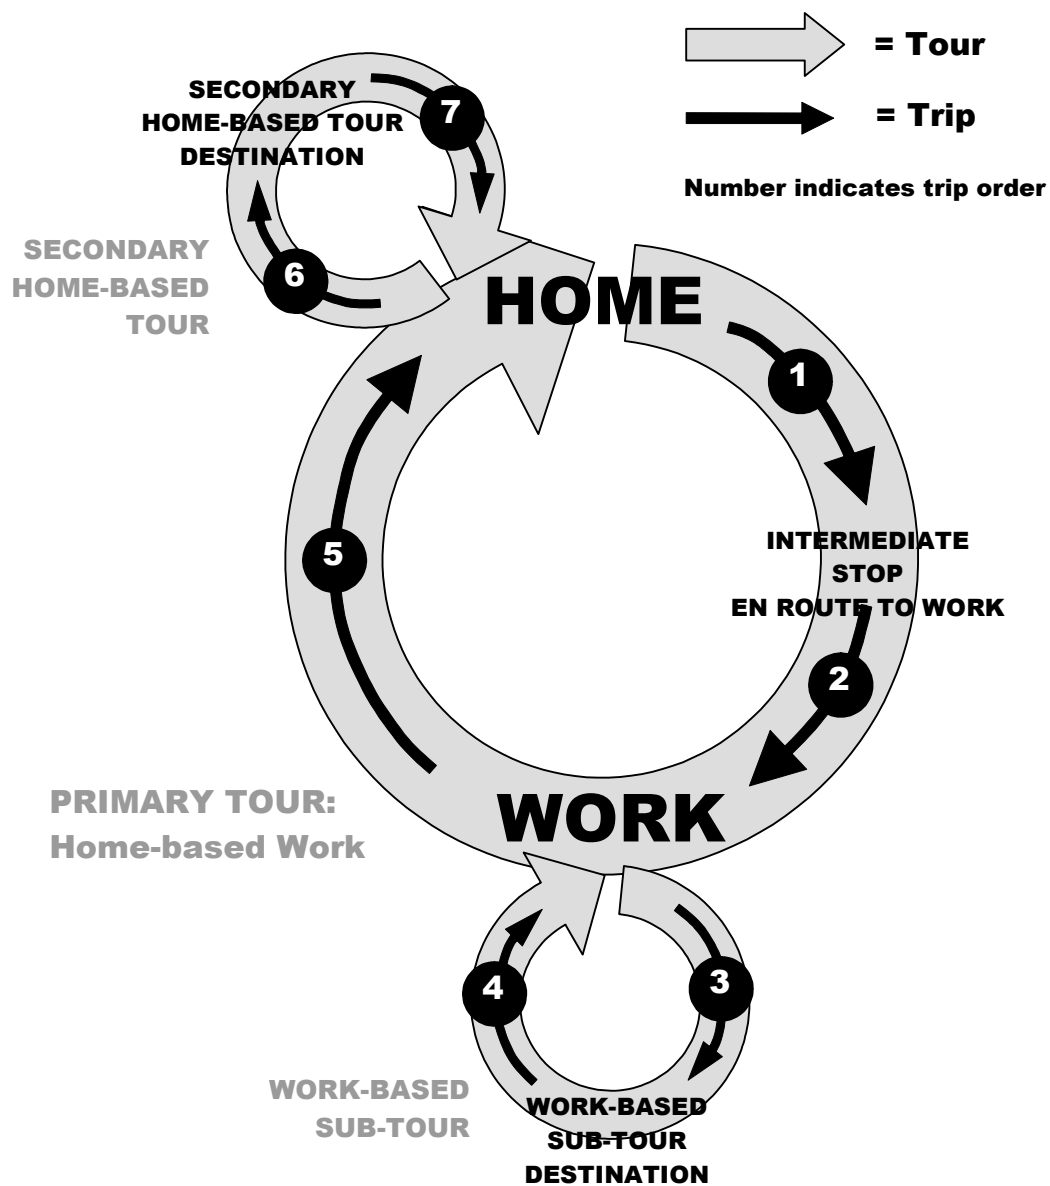 = Tour
= Trip
Number indicates trip order
SECONDARY
HOME-BASED TOUR
DESTINATION
7
SECONDARY
HOME-BASED
TOUR
6
HOME
1
INTERMEDIATE
STOP
EN ROUTE TO WORK
5
2
PRIMARY TOUR:
Home-based Work
WORK
4
3
WORK-BASED
SUB-TOUR
WORK-BASED
SUB-TOUR
DESTINATION